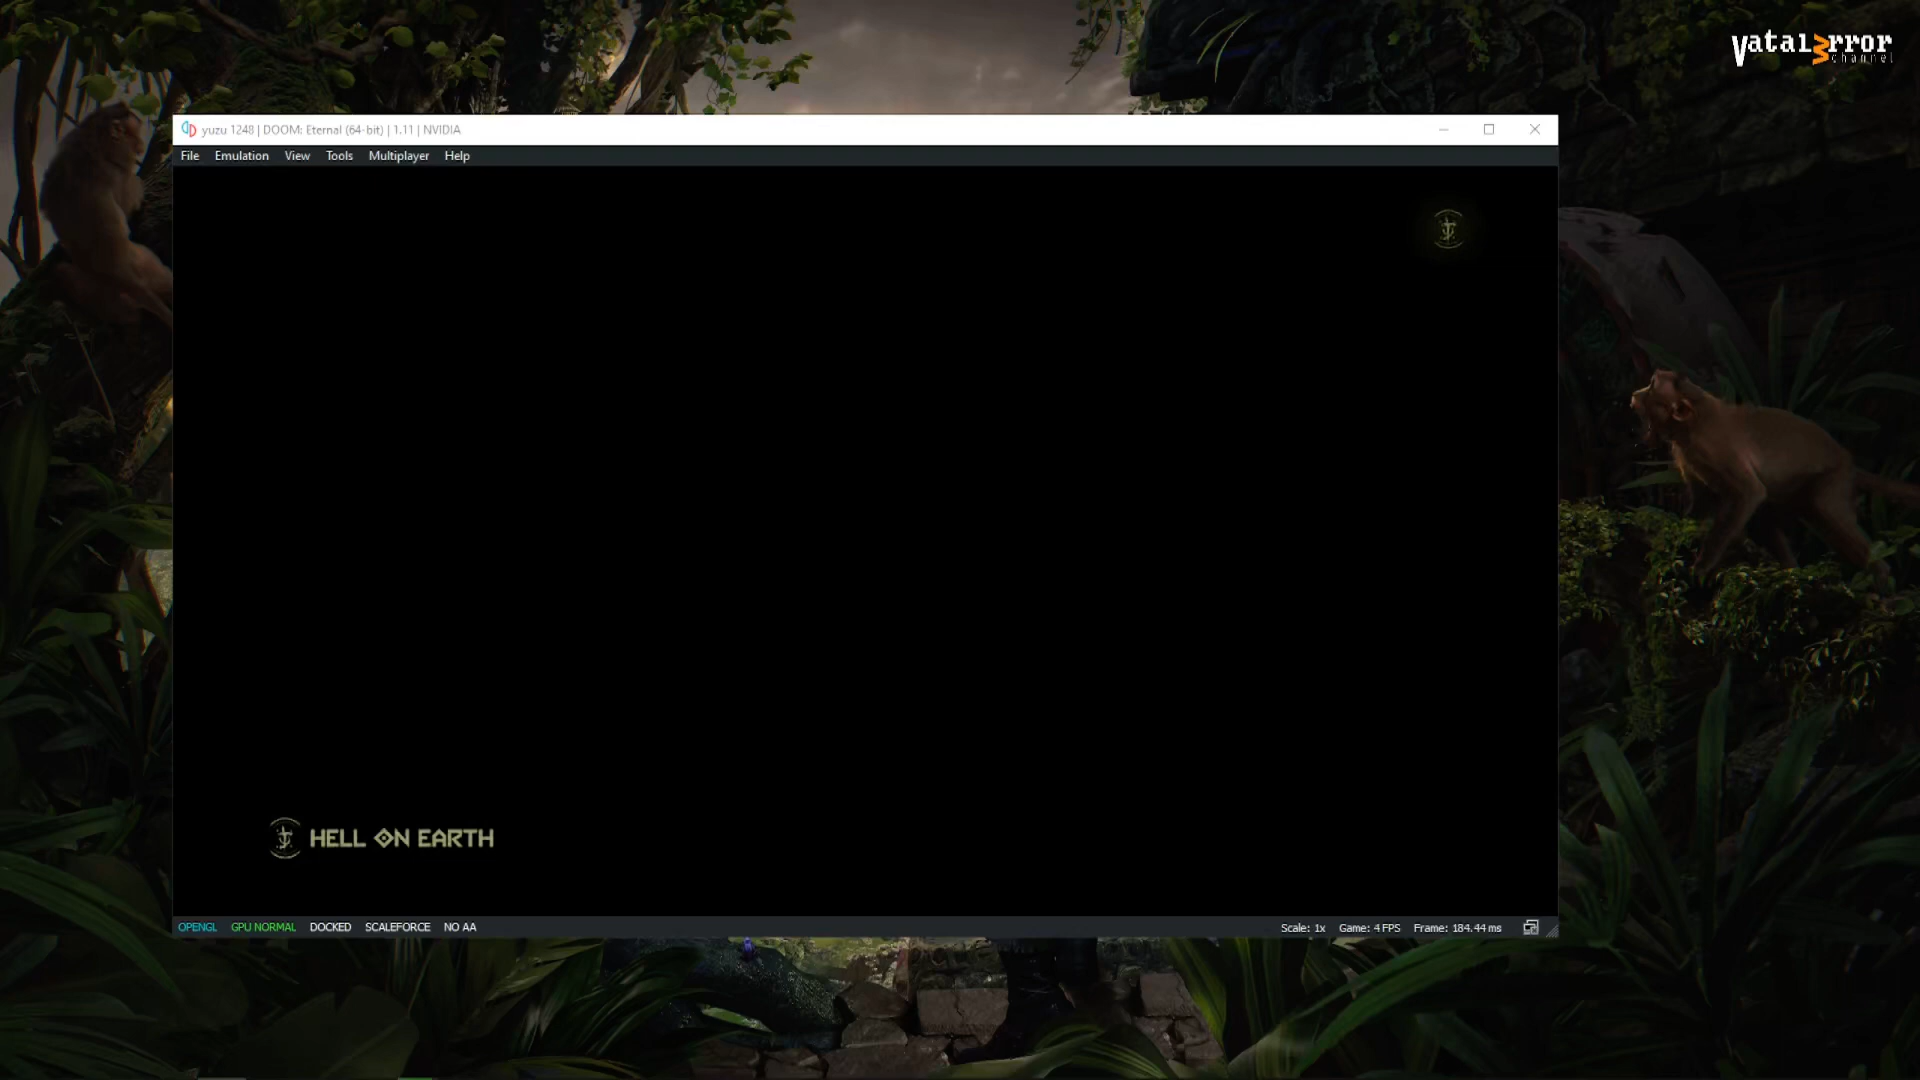 Vatal3rror
channel
yuzu 1248 | DOOM: Eternal (64-bit) | 1.11 | NVIDIA
File Emulation View Tools Multiplayer Help
HELL ON EARTH
OPENGL GPU NORMAL DOCKED SCALEFORCE NO AA Scale: 1x Game: 4 FPS Frame: 184.44 ms